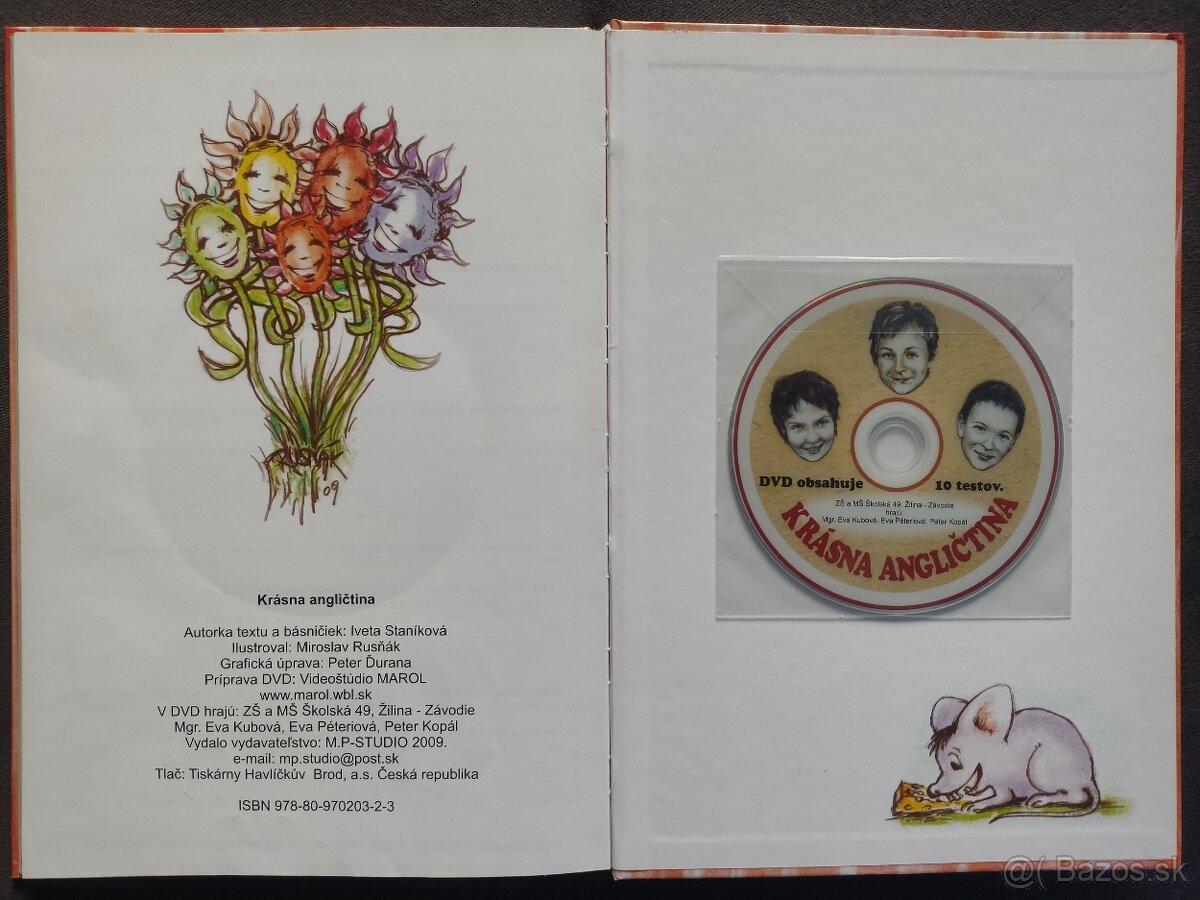 RUSŇÁK
09
Krásna angličtina
Autorka textu a básničiek: Iveta Staníková
Ilustroval: Miroslav Rusňák
Grafická úprava: Peter Ďurana
Príprava DVD: Videoštúdio MAROL
www.marol.wbl.sk
V DVD hrajú: ZŠ a MŠ Školská 49, Žilina - Závodie
Mgr. Eva Kubová, Eva Péteriová, Peter Kopál
Vydalo vydavateľstvo: M.P-STUDIO 2009.
e-mail: mp.studio@post.sk
Tlač: Tiskárny Havlíčkův Brod, a.s. Česká republika
ISBN 978-80-970203-2-3
DVD obsahuje 10 testov.
ZŠ a MŠ Školská 49, Žilina - Závodie
hrajú:
Mgr. Eva Kubová, Eva Péteriová, Peter Kopál
KRÁSNA ANGLIČTINA
@( Bazos.sk